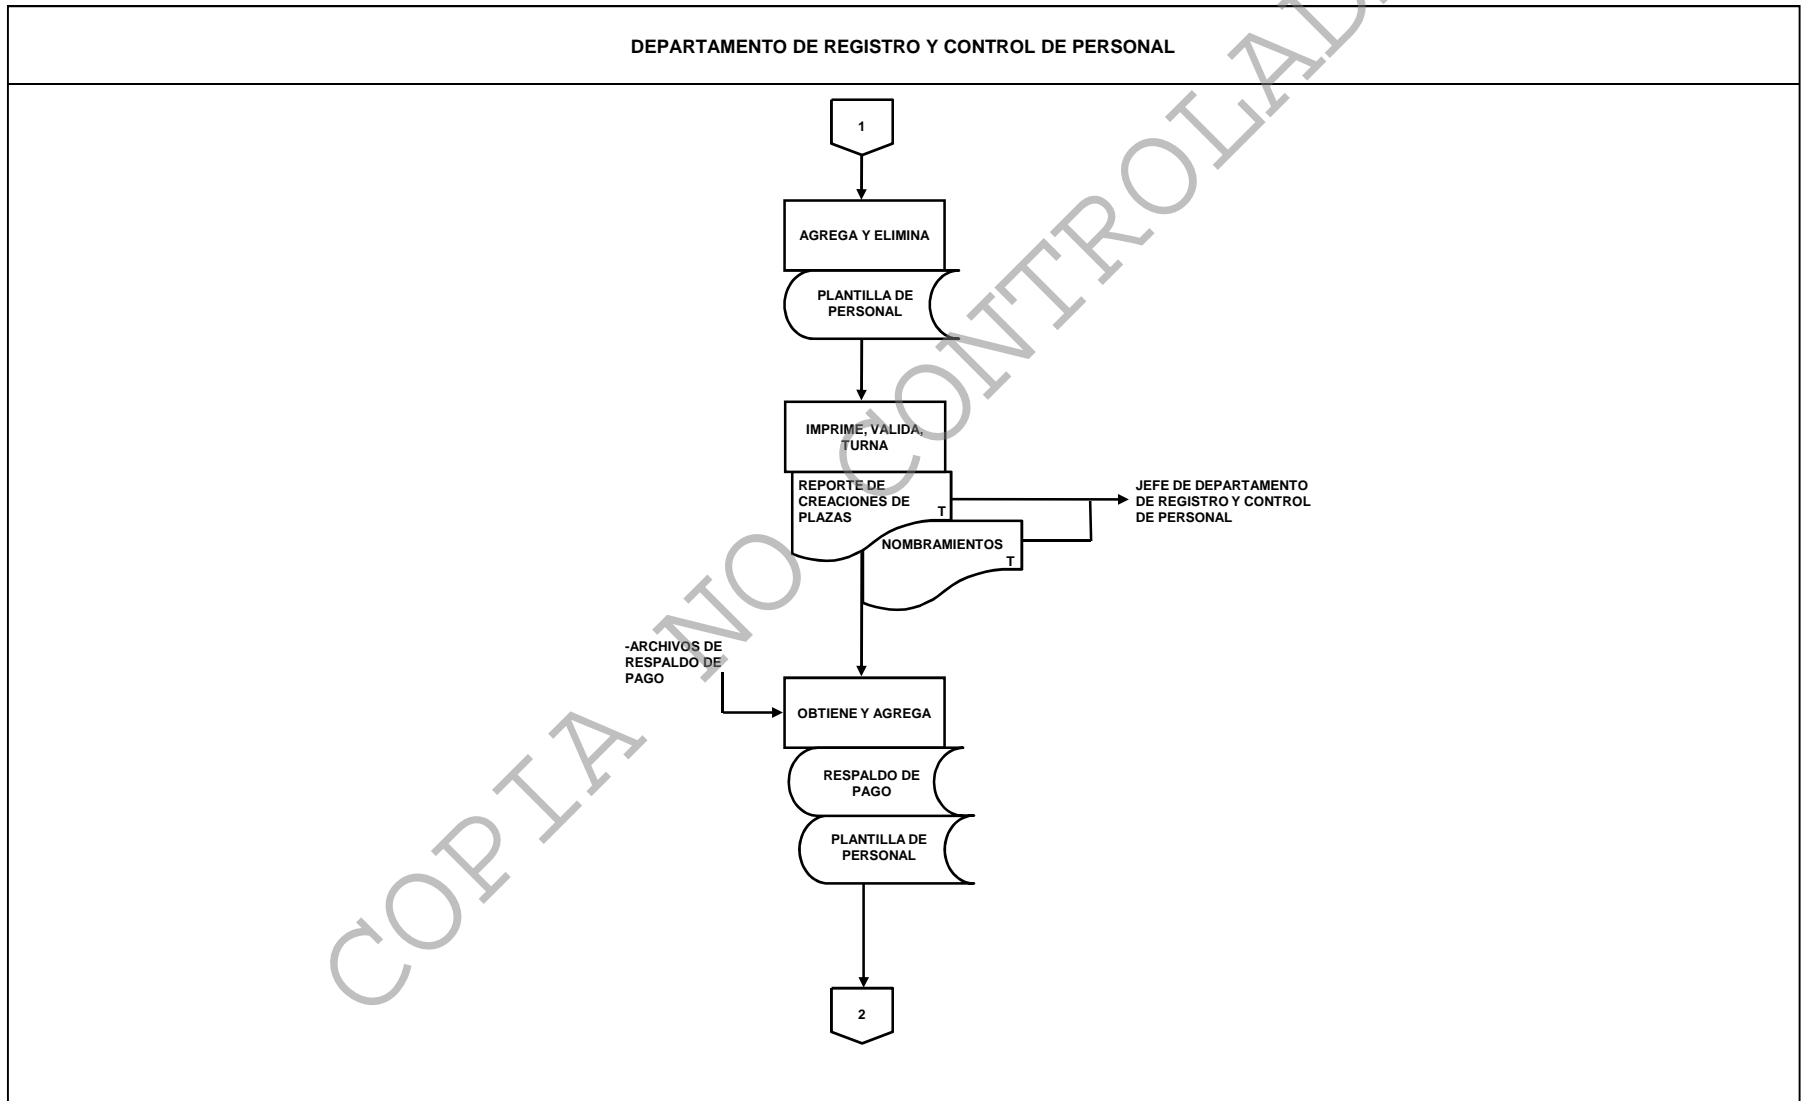 DEPARTAMENTO DE REGISTRO Y CONTROL DE PERSONAL
1
AGREGA Y ELIMINA
PLANTILLA DE
PERSONAL
IMPRIME, VALIDA,
TURNA
REPORTE DE
CREACIONES DE
PLAZAS
T
NOMBRAMIENTOS
T
JEFE DE DEPARTAMENTO
DE REGISTRO Y CONTROL
DE PERSONAL
-ARCHIVOS DE
RESPALDO DE
PAGO
OBTIENE Y AGREGA
RESPALDO DE
PAGO
PLANTILLA DE
PERSONAL
2
COPIA NO CONTROLAD